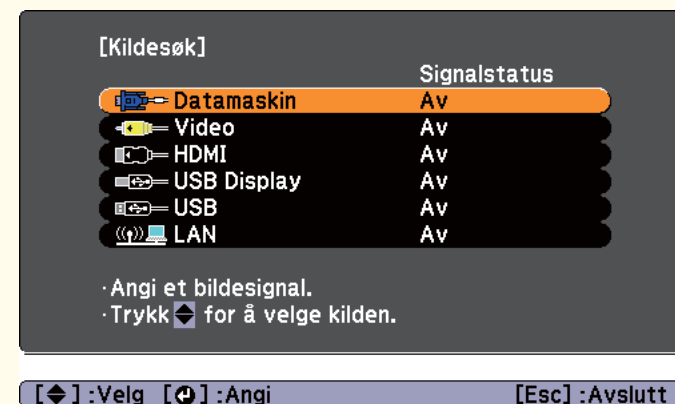 [Kildesøk]
Signalstatus
Datamaskin Av
Video Av
HDMI Av
USB Display Av
USB Av
LAN Av
·Angi et bildesignal.
·Trykk for å velge kilden.
[ ] :Velg [ ] :Angi [Esc] :Avslutt